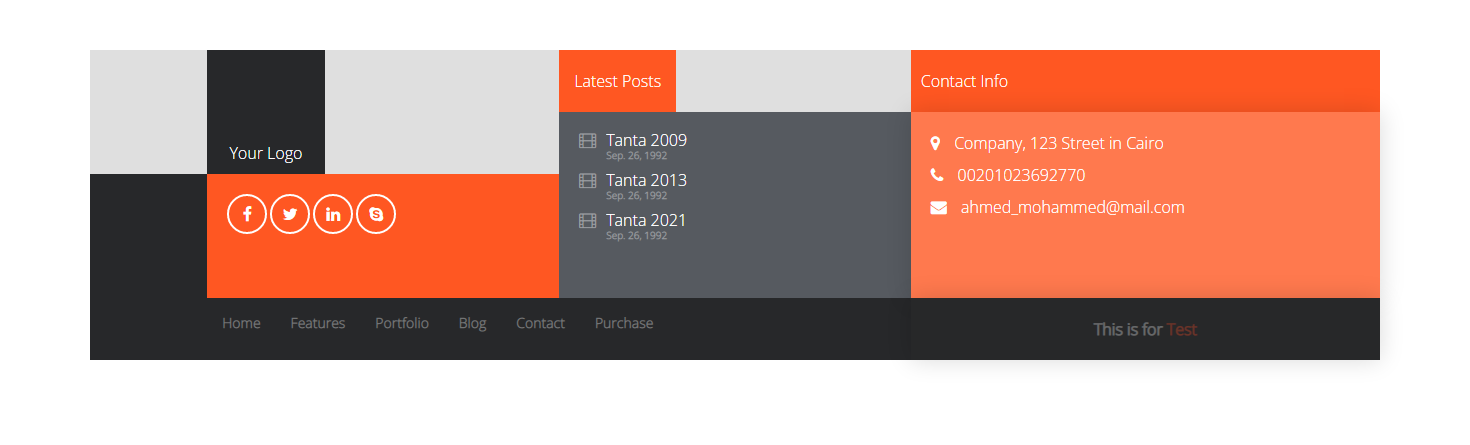 Your Logo
Latest Posts
Tanta 2009
Sep. 26, 1992
Tanta 2013
Sep. 26, 1992
Tanta 2021
Sep. 26, 1992
Contact Info
Company, 123 Street in Cairo
00201023692770
ahmed_mohammed@mail.com
Home Features Portfolio Blog Contact Purchase
This is for Test